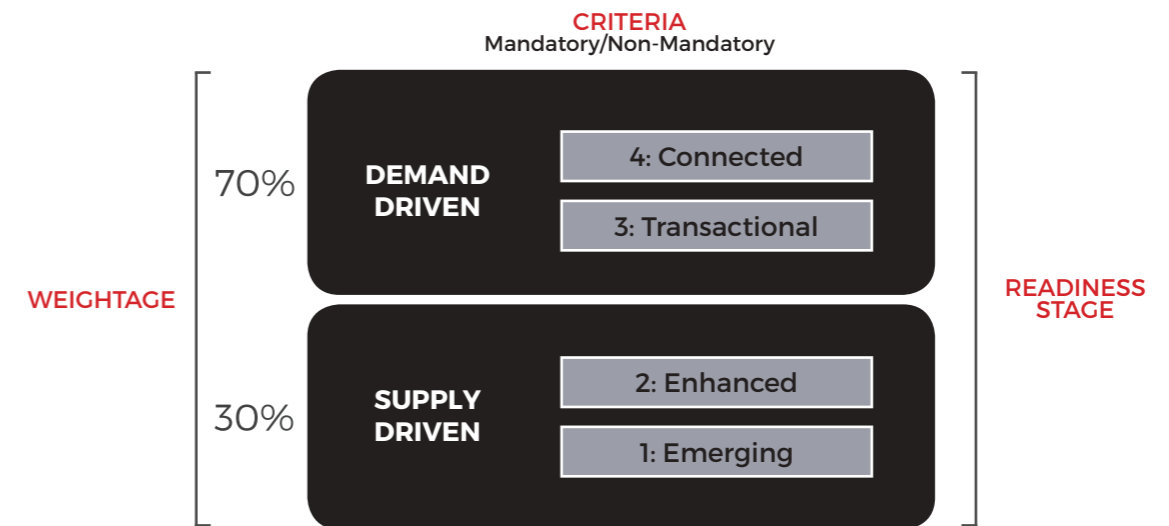 CRITERIA
Mandatory/Non-Mandatory
70%
DEMAND
DRIVEN
4: Connected
3: Transactional
WEIGHTAGE
READINESS
STAGE
30%
SUPPLY
DRIVEN
2: Enhanced
1: Emerging